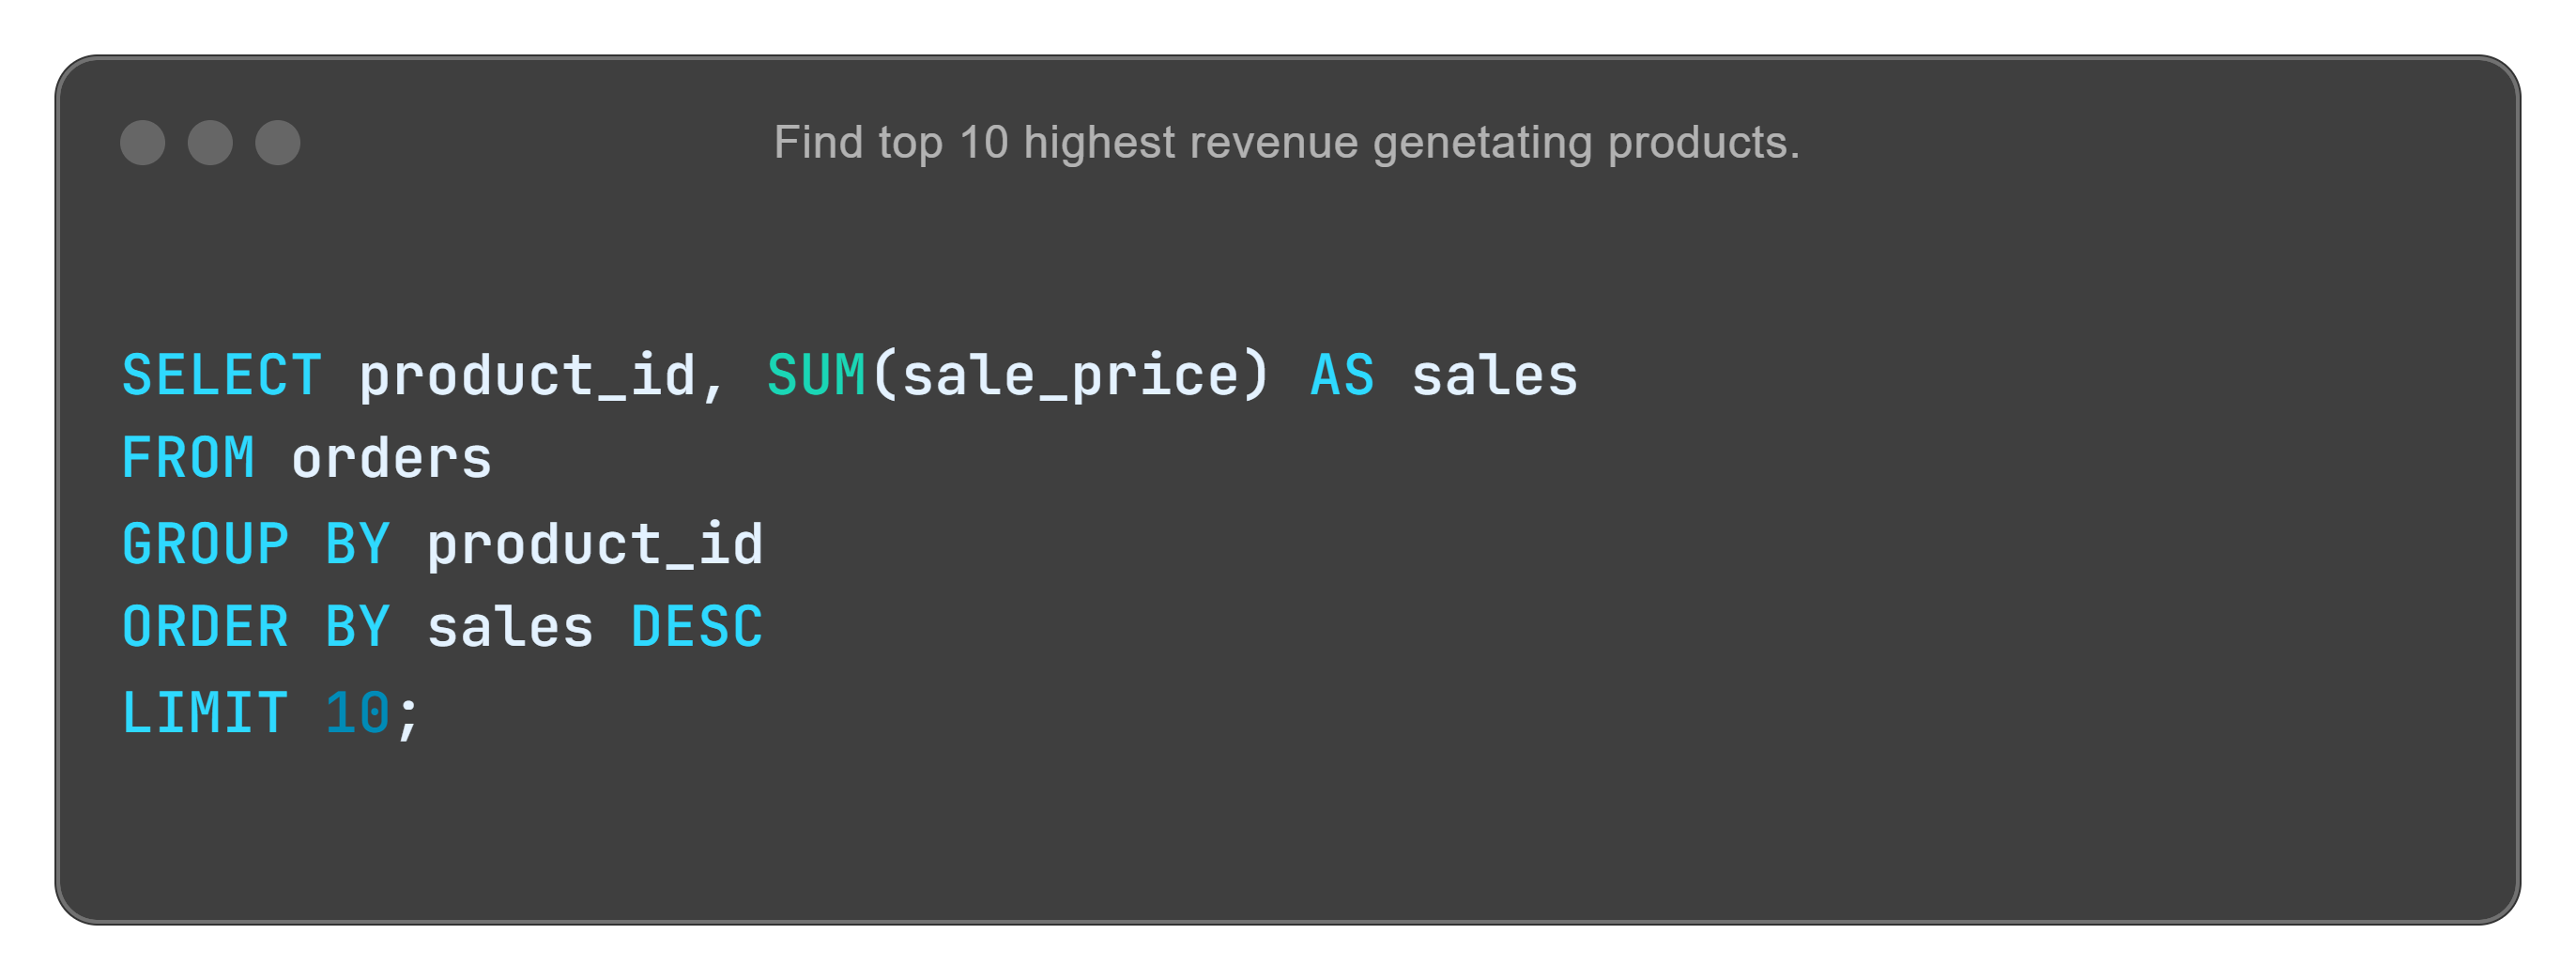 Find top 10 highest revenue genetating products.
SELECT product_id, SUM(sale_price) AS sales
FROM orders
GROUP BY product_id
ORDER BY sales DESC
LIMIT 10;